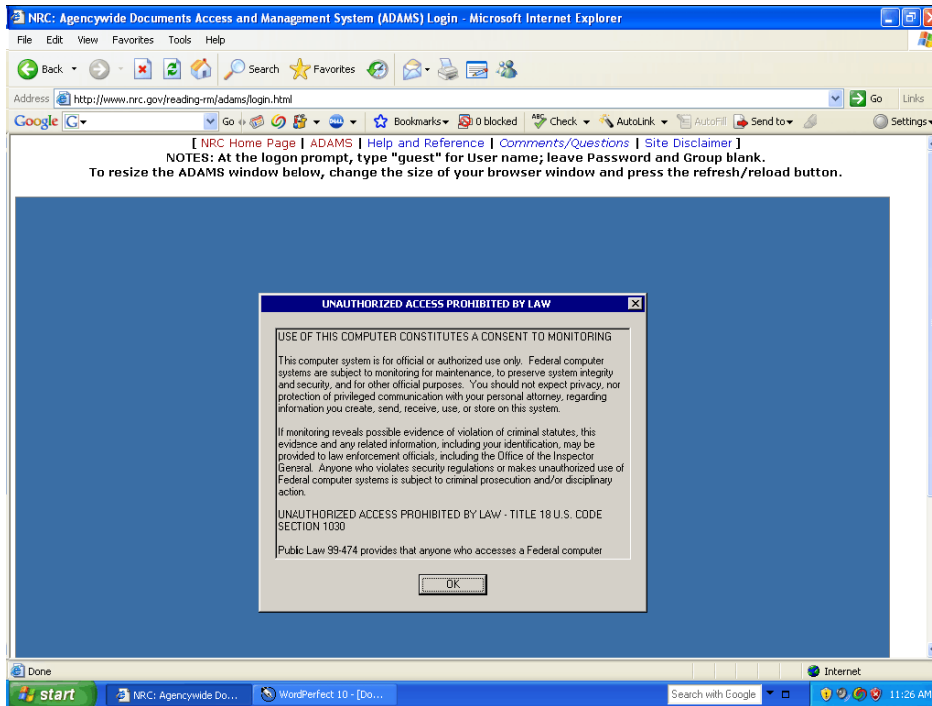 NRC: Agencywide Documents Access and Management System (ADAMS) Login - Microsoft Internet Explorer
File Edit View Favorites Tools Help
Back Search Favorites
Address http://www.nrc.gov/reading-rm/adams/login.html Go Links
Google G Go Bookmarks 0 blocked ABC Check AutoLink AutoFill Send to Settings
[ NRC Home Page | ADAMS | Help and Reference | Comments/Questions | Site Disclaimer ]
NOTES: At the logon prompt, type "guest" for User name; leave Password and Group blank.
To resize the ADAMS window below, change the size of your browser window and press the refresh/reload button.
UNAUTHORIZED ACCESS PROHIBITED BY LAW
USE OF THIS COMPUTER CONSTITUTES A CONSENT TO MONITORING
This computer system is for official or authorized use only. Federal computer
systems are subject to monitoring for maintenance, to preserve system integrity
and security, and for other official purposes. You should not expect privacy, nor
protection of privileged communication with your personal attorney, regarding
information you create, send, receive, use, or store on this system.
If monitoring reveals possible evidence of violation of criminal statutes, this
evidence and any related information, including your identification, may be
provided to law enforcement officials, including the Office of the Inspector
General. Anyone who violates security regulations or makes unauthorized use of
Federal computer systems is subject to criminal prosecution and/or disciplinary
action.
UNAUTHORIZED ACCESS PROHIBITED BY LAW - TITLE 18 U.S. CODE
SECTION 1030
Public Law 99-474 provides that anyone who accesses a Federal computer
OK
Done Internet
start NRC: Agencywide Do... WordPerfect 10 - [Do... Search with Google 11:26 AM